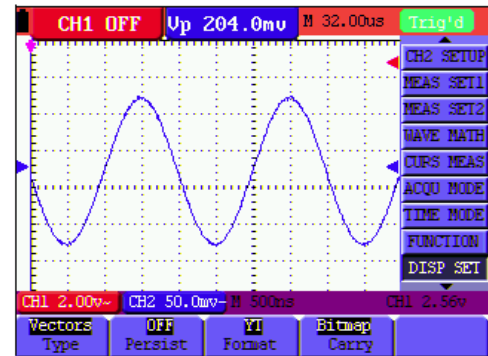 CH1 OFF Vp 204.0mv M 32.00us Trig'd
CH2 SETUP
MEAS SET1
MEAS SET2
WAVE MATH
CURS MEAS
ACQU MODE
TIME MODE
FUNCTION
DISP SET
CH1 2.00v~ CH2 50.0mv~ M 500ns CH1 2.56v
Vectors OFF YT Bitmap
Type Persist Format Carry